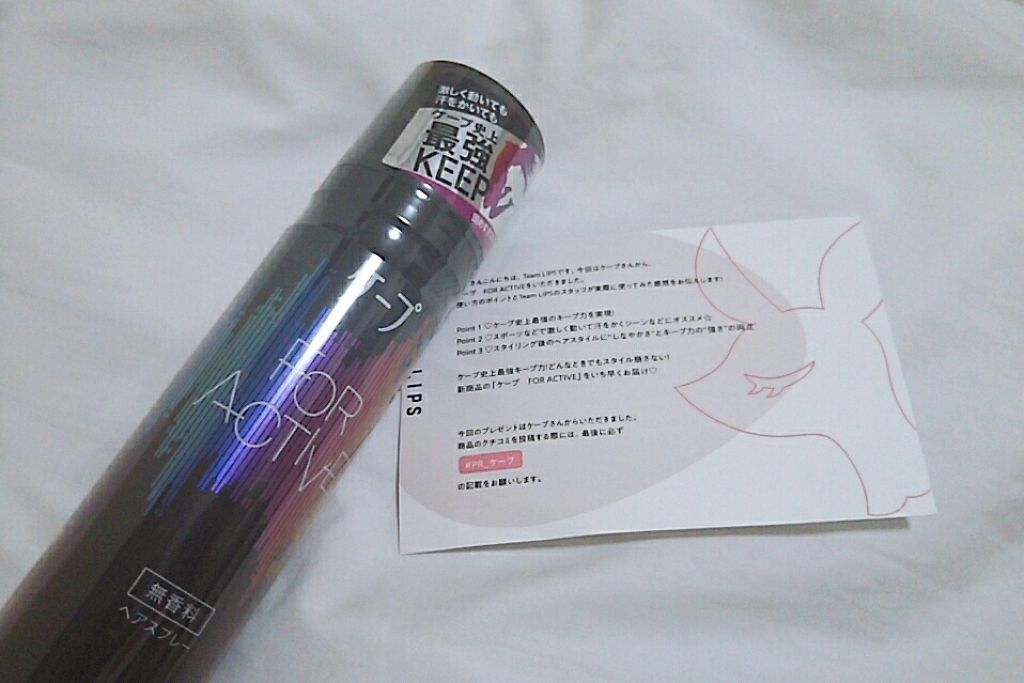 激しく動いても
汗をかいても
ケープ史上
最強
KEEP
ケープ
FOR
ACTIVE
無香料
ヘアスプレー
LIPS
さんこんにちは、Team LIPSです」今回はケープさんから、
FOR ACTIVEをいただきました。
使い方のポイントとTeam LIPSのスタッフが実際に使ってみた感想をお伝えします!
Point 1 ♡ケープ史上最強のキープ力を実現!
Point 2 ♡スポーツなどで激しく動いて汗をかくシーンなどにオススメ☆
Point 3 ♡スタイリング後のヘアスタイルに"しなやかさ"とキープ力の"強さ"の両立
ケープ史上最強キープ力!どんなときでもスタイル崩さない!
新商品の「ケープ FOR ACTIVE」をいち早くお届け♡
今回のプレゼントはケープさんからいただきました。
商品のクチコミを投稿する際には、最後に必ず
#PR_ケープ
の記載をお願いします。